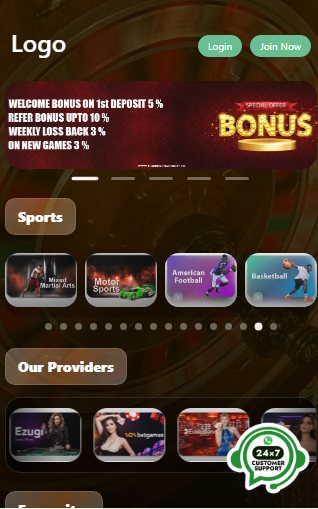 Logo
Login
Join Now
WELCOME BONUS ON 1st DEPOSIT 5 %
REFER BONUS UPTO 10 %
WEEKLY LOSS BACK 3 %
ON NEW GAMES 3 %
SPECIAL OFFER
BONUS
Sports
Mixed
Martial Arts
Motor
Sports
American
Football
Basketball
Our Providers
Ezugi
betgames
24x7
CUSTOMER
SUPPORT